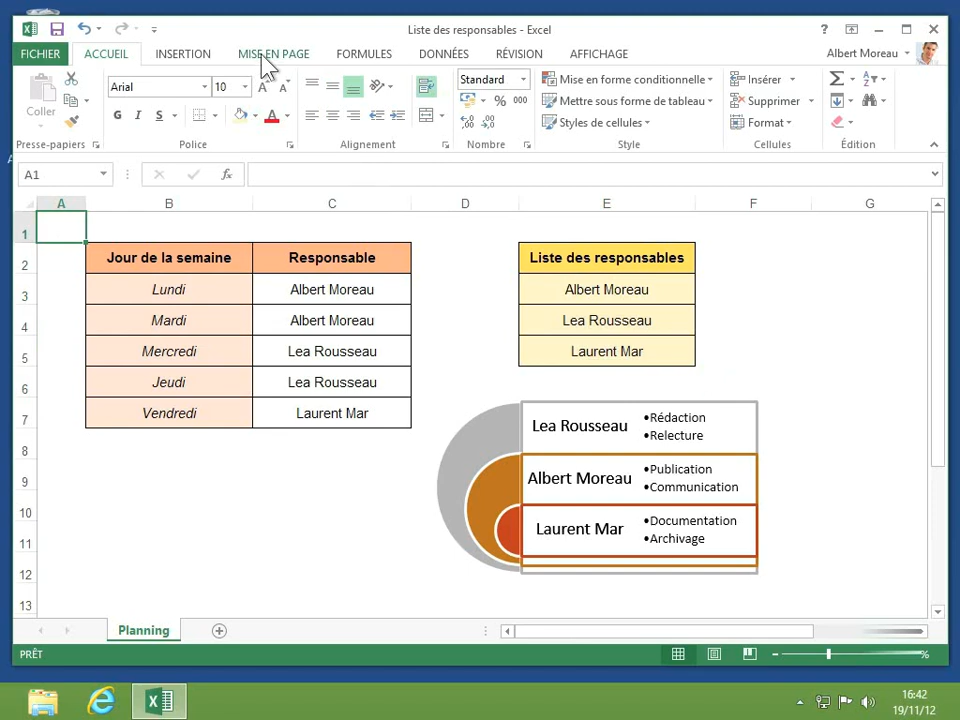 Liste des responsables - Excel
?
FICHIER ACCUEIL INSERTION MISE EN PAGE FORMULES DONNÉES RÉVISION AFFICHAGE Albert Moreau
Coller
Arial 10 A A
Standard
Mise en forme conditionnelle
Insérer
Σ
% 000
Mettre sous forme de tableau
Supprimer
G I S A
Styles de cellules
Format
Presse-papiers Police Alignement Nombre Style Cellules Édition
A1 fx
A B C D E F G
1
2 Jour de la semaine Responsable Liste des responsables
3 Lundi Albert Moreau Albert Moreau
4 Mardi Albert Moreau Lea Rousseau
5 Mercredi Lea Rousseau Laurent Mar
6 Jeudi Lea Rousseau
7 Vendredi Laurent Mar
8
9
10
11
12
13
Lea Rousseau
•Rédaction
•Relecture
Albert Moreau
•Publication
•Communication
Laurent Mar
•Documentation
•Archivage
Planning
PRÊT
%
16:42
19/11/12